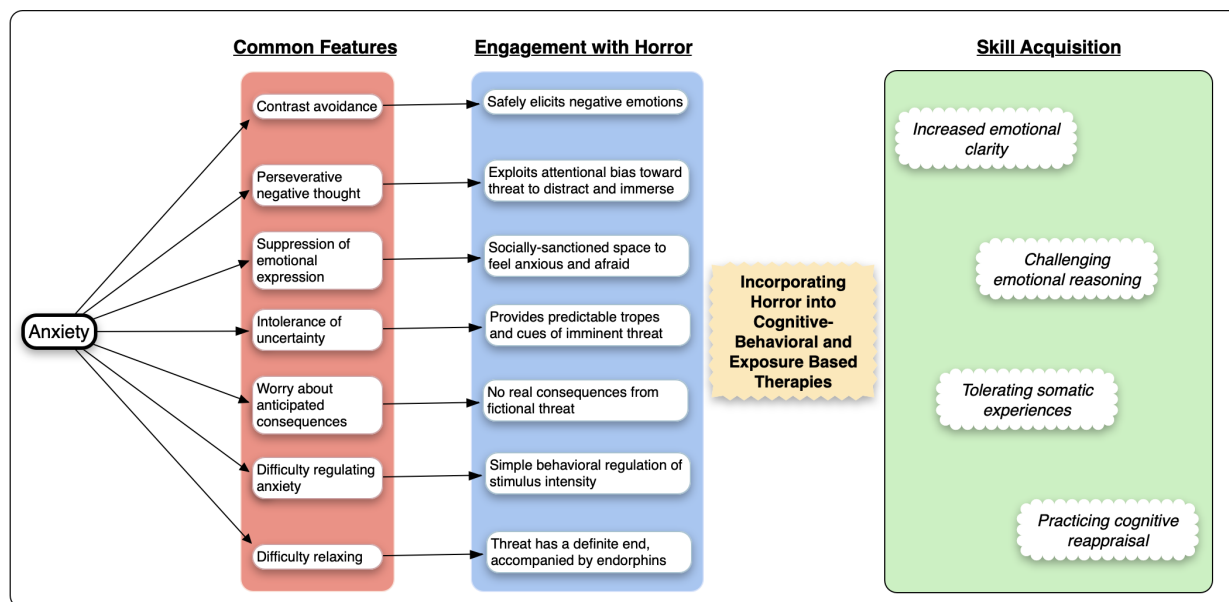 Common Features
Engagement with Horror
Skill Acquisition
Anxiety
Contrast avoidance
Perseverative
negative thought
Suppression of
emotional
expression
Intolerance of
uncertainty
Worry about
anticipated
consequences
Difficulty regulating
anxiety
Difficulty relaxing
Safely elicits negative emotions
Exploits attentional bias toward
threat to distract and immerse
Socially-sanctioned space to
feel anxious and afraid
Provides predictable tropes
and cues of imminent threat
No real consequences from
fictional threat
Simple behavioral regulation of
stimulus intensity
Threat has a definite end,
accompanied by endorphins
Incorporating
Horror into
Cognitive-
Behavioral and
Exposure Based
Therapies
Increased emotional
clarity
Challenging
emotional reasoning
Tolerating somatic
experiences
Practicing cognitive
reappraisal